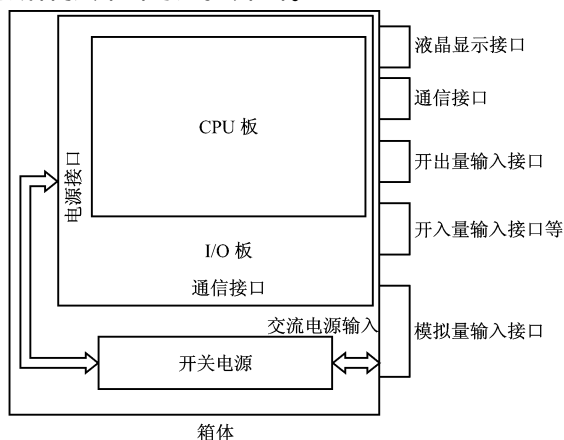 液晶显示接口
通信接口
CPU 板
开出量输入接口
电源接口
开入量输入接口等
I/O 板
通信接口
交流电源输入
模拟量输入接口
开关电源
箱体